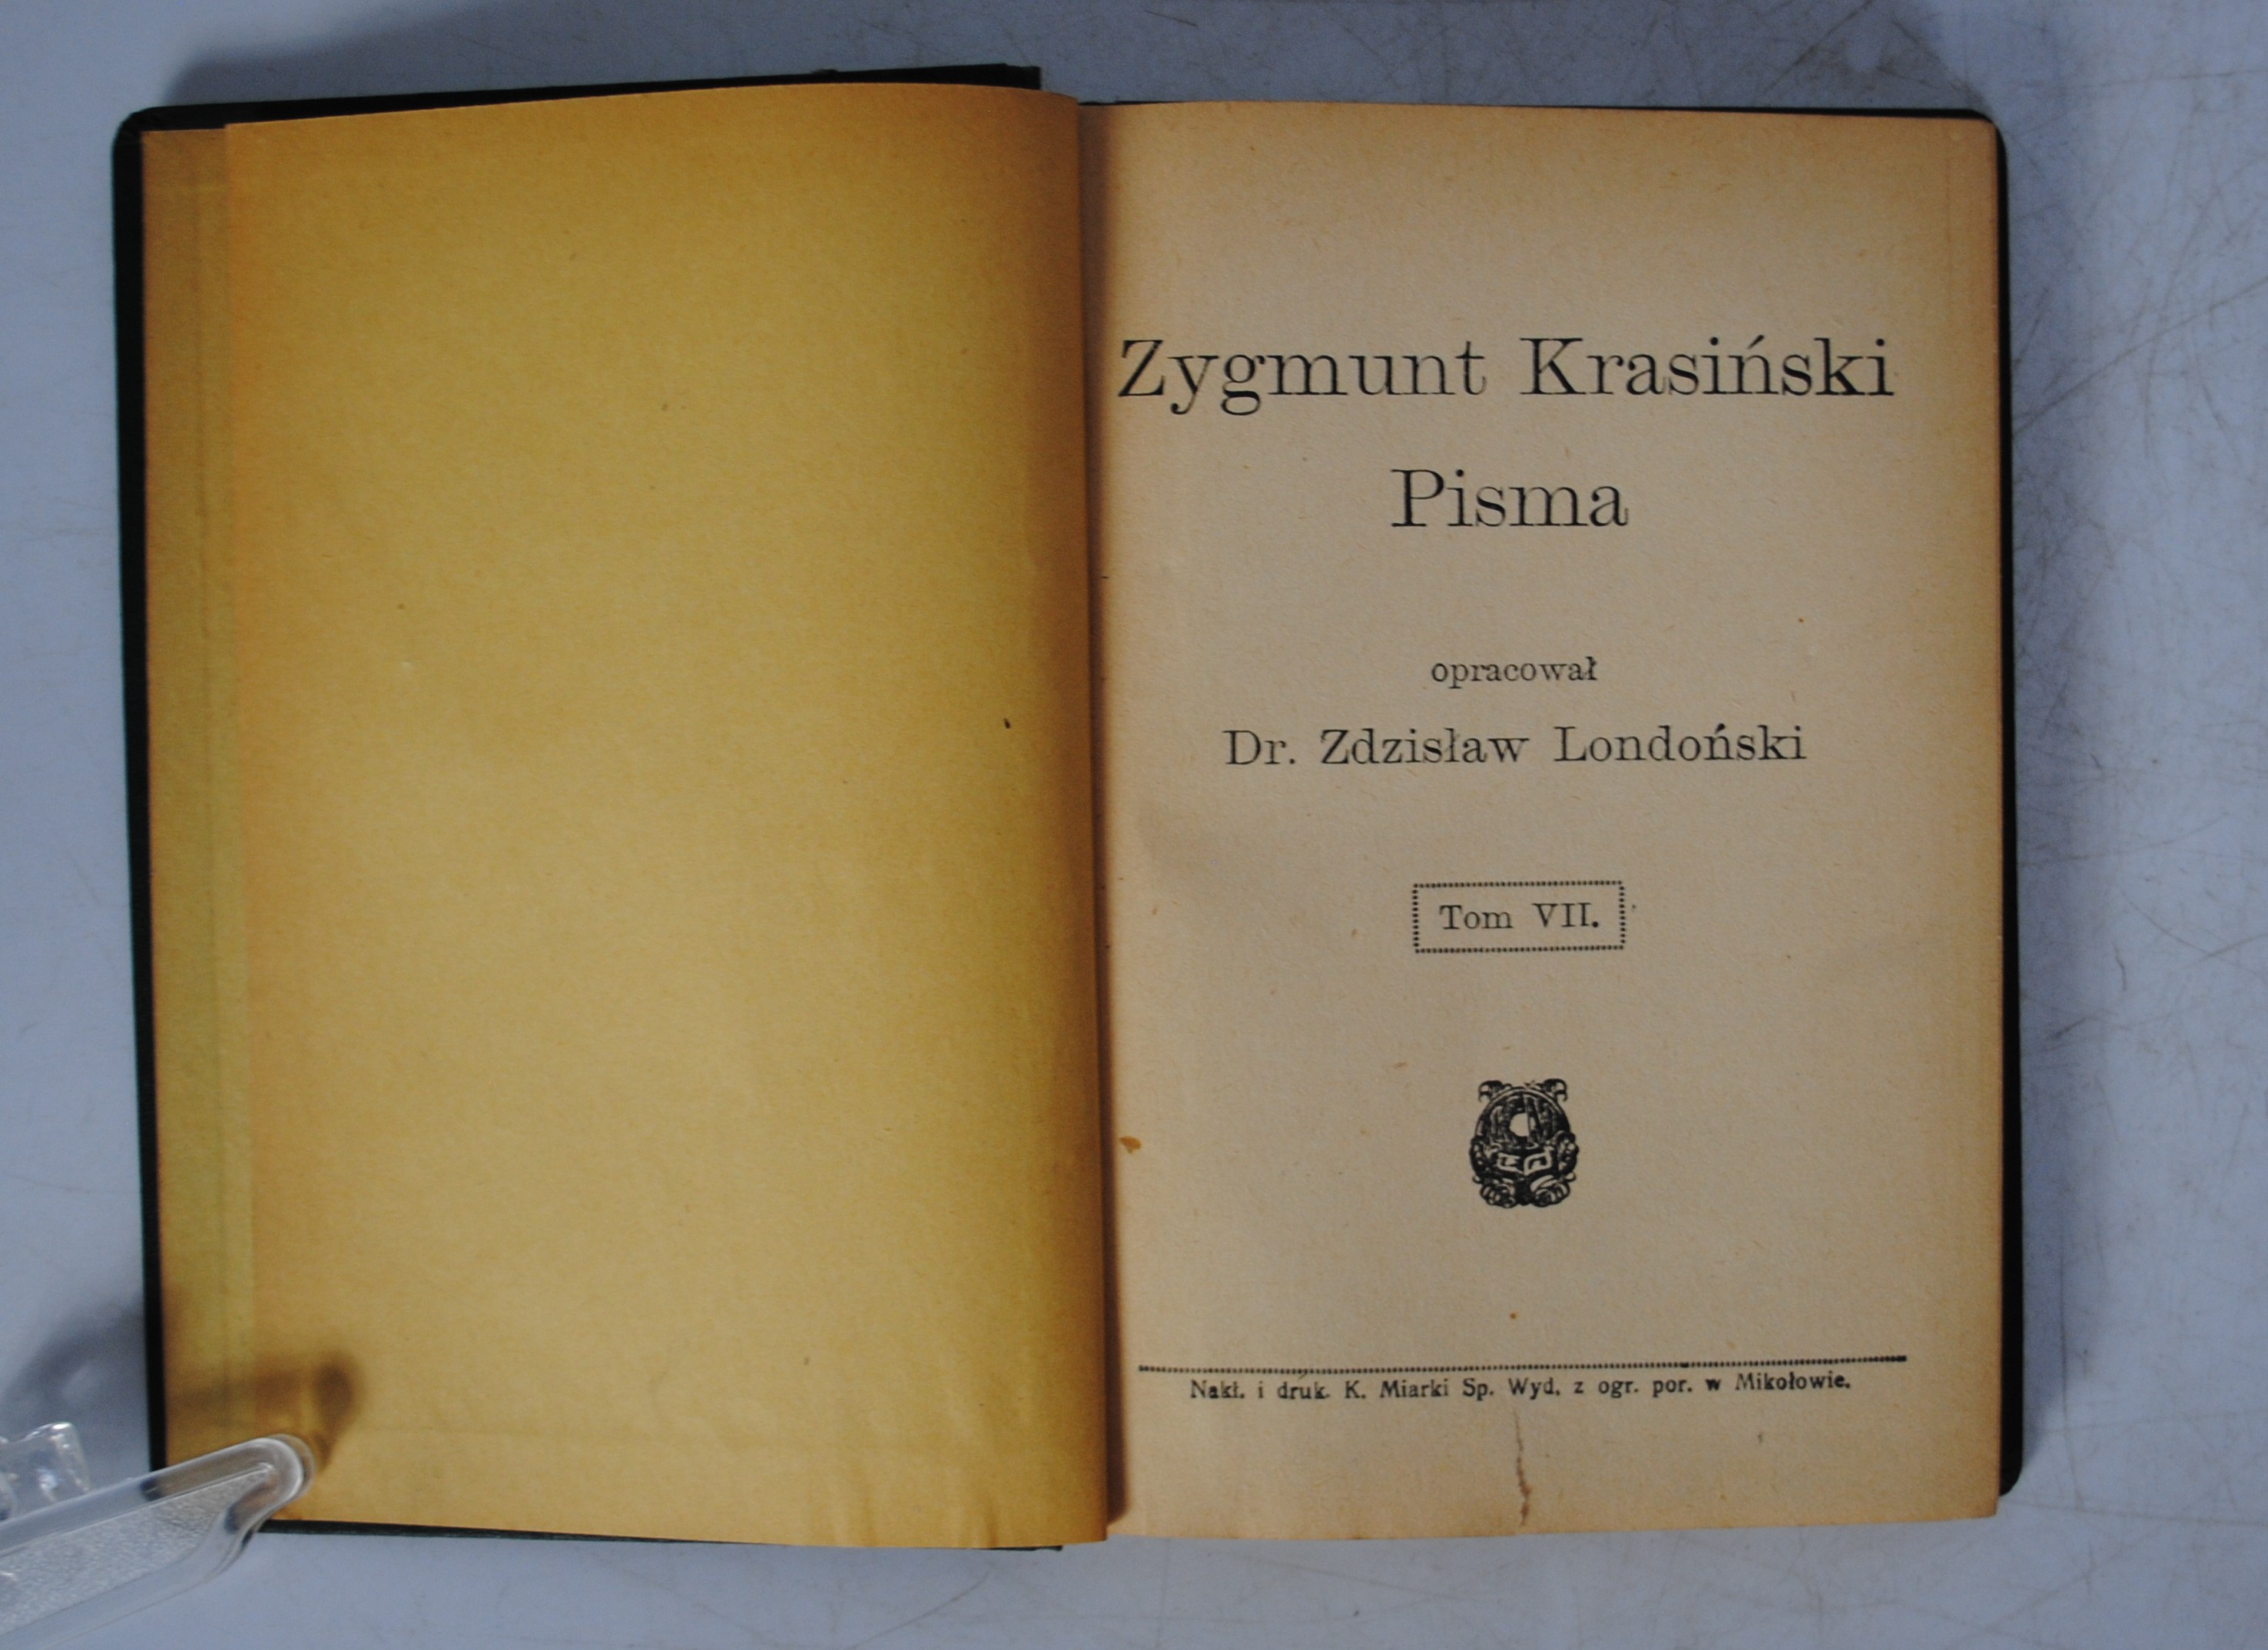 Zygmunt Krasiński
Pisma
opracował
Dr. Zdzisław Londoński
Tom VII.
Nakł. i druk. K. Miarki Sp. Wyd. z ogr. por. w Mikołowie.